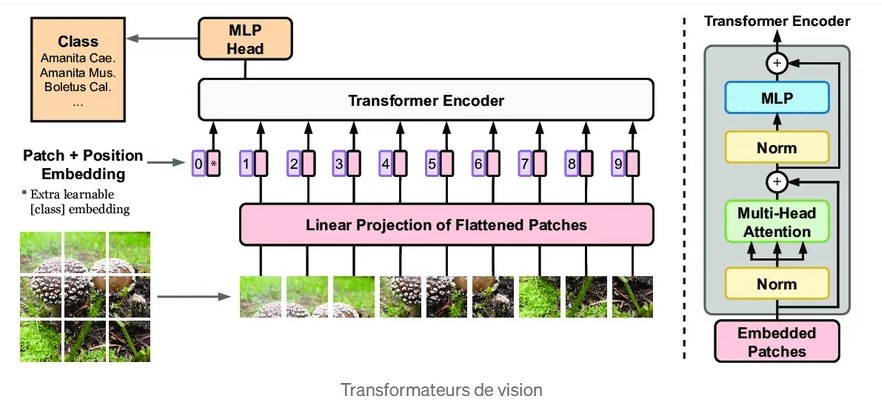 Class
Amanita Cae.
Amanita Mus.
Boletus Cal.
...
MLP
Head
Transformer Encoder
Patch + Position
Embedding
* Extra learnable
[class] embedding
0 * 1 2 3 4 5 6 7 8 9
Linear Projection of Flattened Patches
Transformer Encoder
+
MLP
Norm
+
Multi-Head
Attention
Norm
Embedded
Patches
Transformateurs de vision